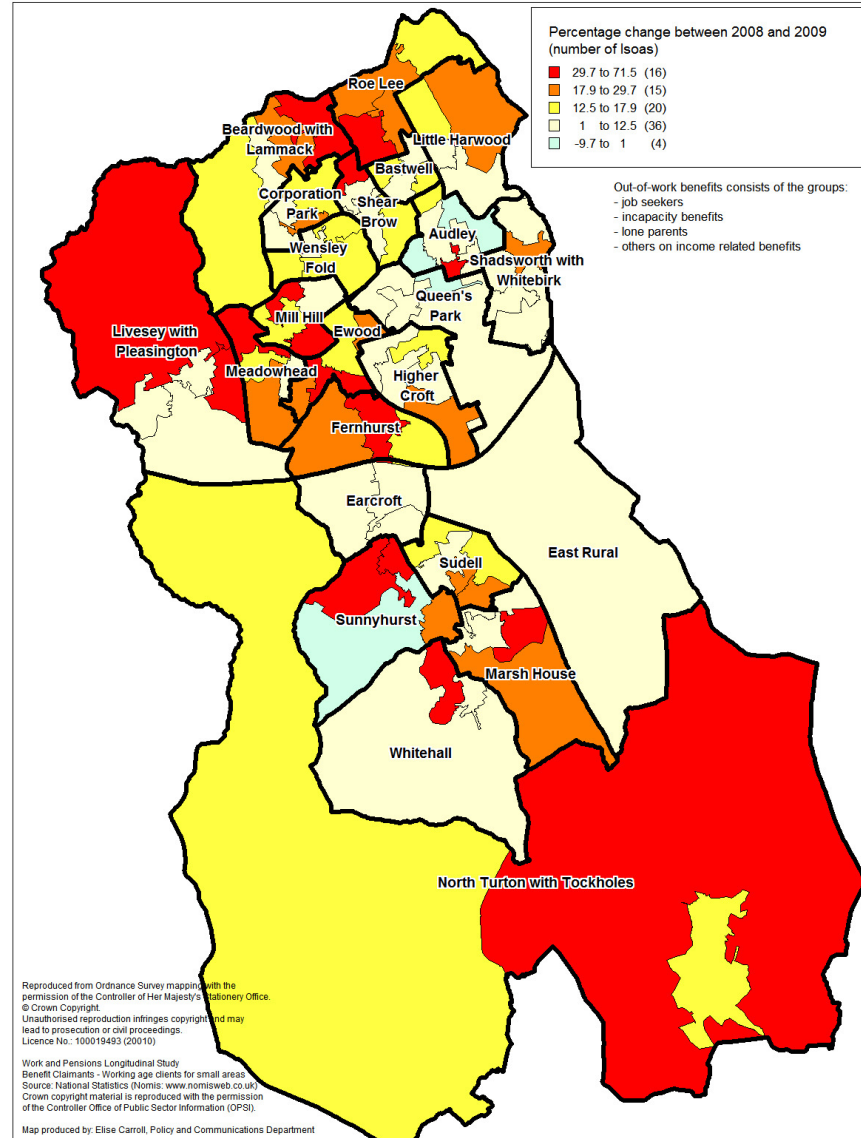 Percentage change between 2008 and 2009
(number of lsoas)
29.7 to 71.5 (16)
17.9 to 29.7 (15)
12.5 to 17.9 (20)
1 to 12.5 (36)
-9.7 to 1 (4)
Out-of-work benefits consists of the groups:
- job seekers
- incapacity benefits
- lone parents
- others on income related benefits
Roe Lee
Beardwood with
Lammack
Little Harwood
Bastwell
Corporation
Park
Shear
Brow
Audley
Wensley
Fold
Shadsworth with
Whitebirk
Queen's
Park
Mill Hill
Ewood
Livesey with
Pleasington
Meadowhead
Higher
Croft
Fernhurst
Earcroft
East Rural
Sudell
Sunnyhurst
Marsh House
Whitehall
North Turton with Tockholes
Reproduced from Ordnance Survey mapping with the
permission of the Controller of Her Majesty's Stationery Office.
© Crown Copyright.
Unauthorised reproduction infringes copyright and may
lead to prosecution or civil proceedings.
Licence No.: 100019493 (20010)
Work and Pensions Longitudinal Study
Benefit Claimants - Working age clients for small areas
Source: National Statistics (Nomis: www.nomisweb.co.uk)
Crown copyright material is reproduced with the permission
of the Controller Office of Public Sector Information (OPSI).
Map produced by: Elise Carroll, Policy and Communications Department